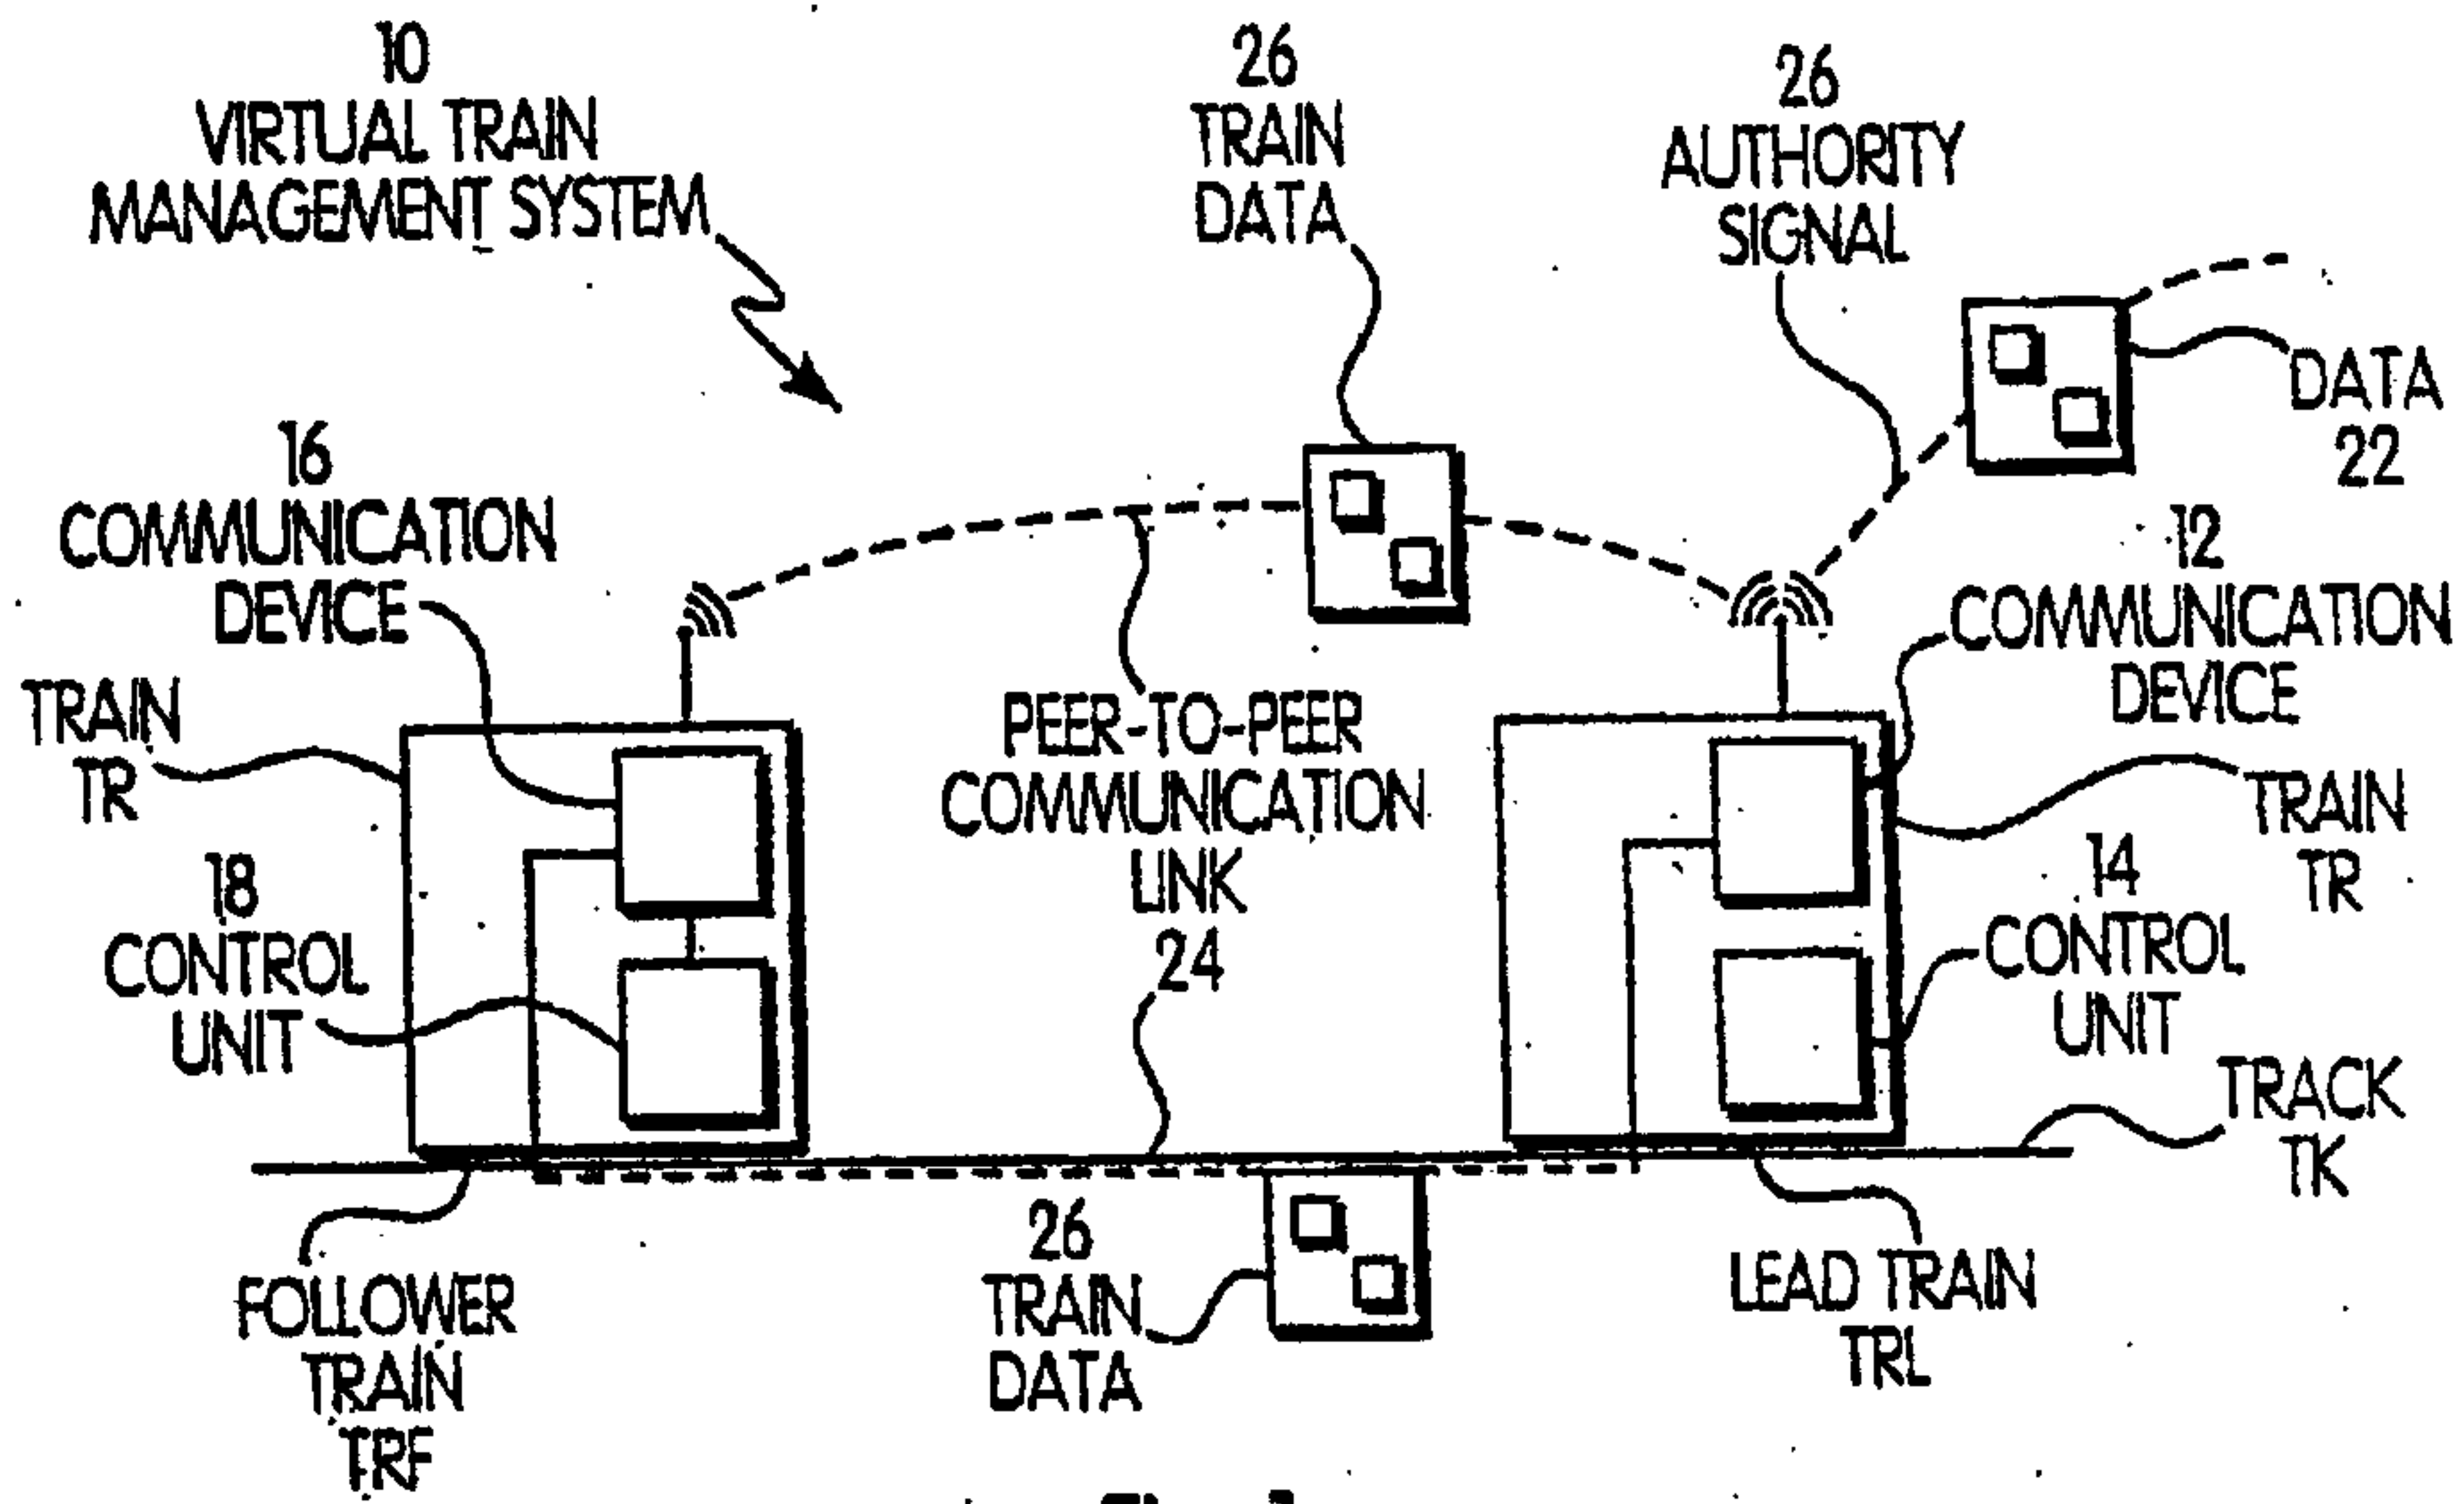 10
VIRTUAL TRAIN
MANAGEMENT SYSTEM
26
TRAIN
DATA
26
AUTHORITY
SIGNAL
DATA
22
16
COMMUNICATION
DEVICE
12
COMMUNICATION
DEVICE
TRAIN
TR
PEER-TO-PEER
COMMUNICATION
LINK
24
TRAIN
TR
18
CONTROL
UNIT
14
CONTROL
UNIT
TRACK
TK
26
TRAIN
DATA
FOLLOWER
TRAIN
TRF
LEAD TRAIN
TRL